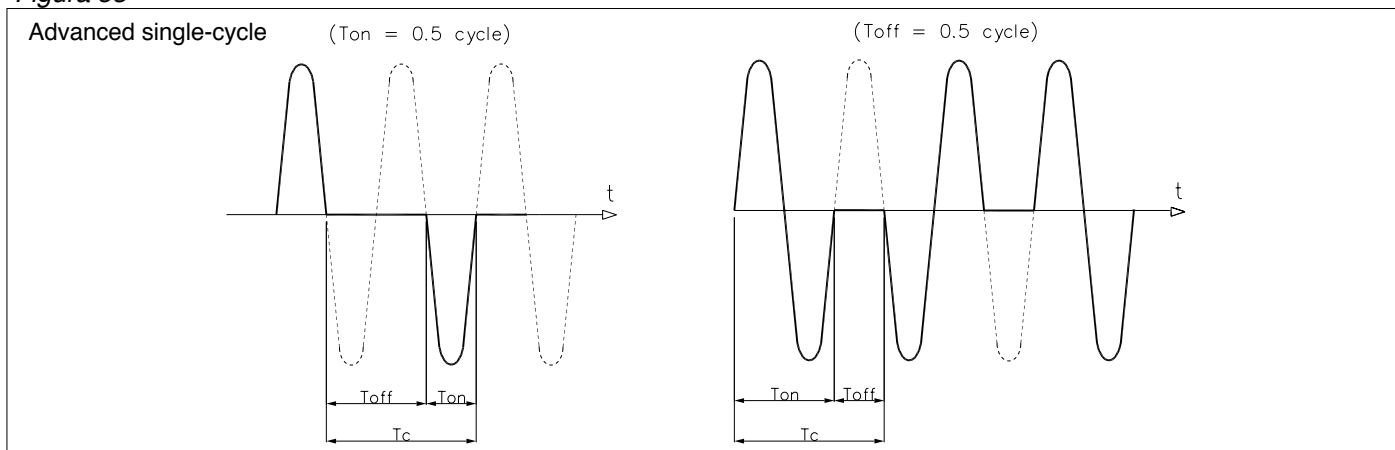 Advanced single-cycle
(Ton = 0.5 cycle)
(Toff = 0.5 cycle)
t
t
Toff
Ton
Tc
Ton
Toff
Tc